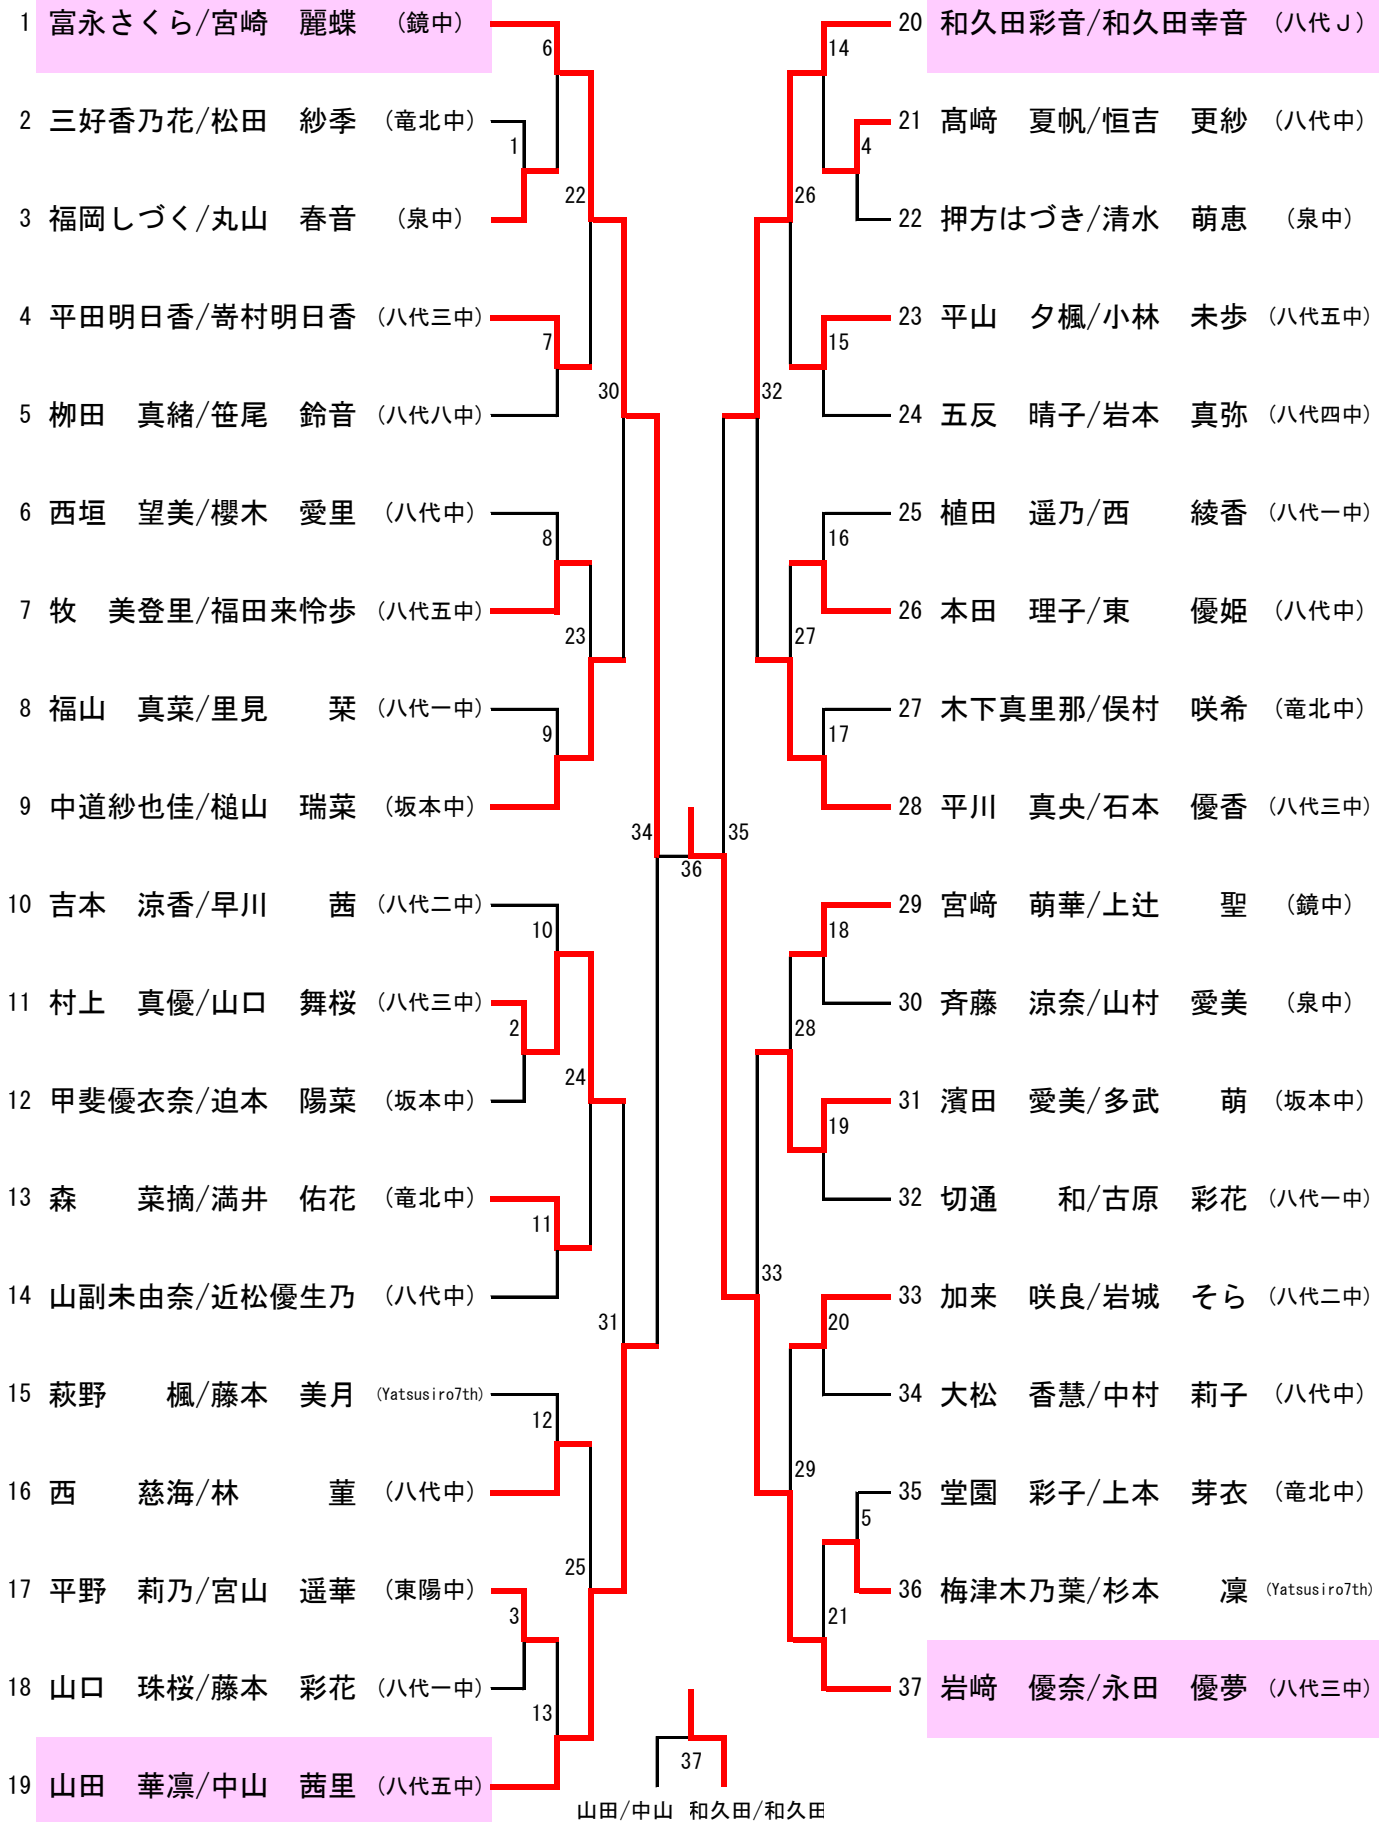 1 富永さくら/宮崎 麗蝶 (鏡中)
2 三好香乃花/松田 紗季 (竜北中)
3 福岡しづく/丸山 春音 (泉中)
4 平田明日香/嵜村明日香 (八代三中)
5 栁田 真緒/笹尾 鈴音 (八代八中)
6 西垣 望美/櫻木 愛里 (八代中)
7 牧 美登里/福田来怜歩 (八代五中)
8 福山 真菜/里見 栞 (八代一中)
9 中道紗也佳/槌山 瑞菜 (坂本中)
10 吉本 涼香/早川 茜 (八代二中)
11 村上 真優/山口 舞桜 (八代三中)
12 甲斐優衣奈/迫本 陽菜 (坂本中)
13 森 菜摘/満井 佑花 (竜北中)
14 山副未由奈/近松優生乃 (八代中)
15 萩野 楓/藤本 美月 (Yatsusiro7th)
16 西 慈海/林 菫 (八代中)
17 平野 莉乃/宮山 遥華 (東陽中)
18 山口 珠桜/藤本 彩花 (八代一中)
19 山田 華凛/中山 茜里 (八代五中)
6
1
22
7
30
8
23
9
34
10
2
24
11
31
12
25
3
13
36
37
山田/中山 和久田/和久田
14
4
26
15
32
16
27
17
35
18
28
19
33
20
29
5
21
20 和久田彩音/和久田幸音 (八代J)
21 髙﨑 夏帆/恒吉 更紗 (八代中)
22 押方はづき/清水 萌恵 (泉中)
23 平山 夕楓/小林 未歩 (八代五中)
24 五反 晴子/岩本 真弥 (八代四中)
25 植田 遥乃/西 綾香 (八代一中)
26 本田 理子/東 優姫 (八代中)
27 木下真里那/俣村 咲希 (竜北中)
28 平川 真央/石本 優香 (八代三中)
29 宮﨑 萌華/上辻 聖 (鏡中)
30 斉藤 涼奈/山村 愛美 (泉中)
31 濱田 愛美/多武 萌 (坂本中)
32 切通 和/古原 彩花 (八代一中)
33 加来 咲良/岩城 そら (八代二中)
34 大松 香慧/中村 莉子 (八代中)
35 堂園 彩子/上本 芽衣 (竜北中)
36 梅津木乃葉/杉本 凜 (Yatsusiro7th)
37 岩﨑 優奈/永田 優夢 (八代三中)